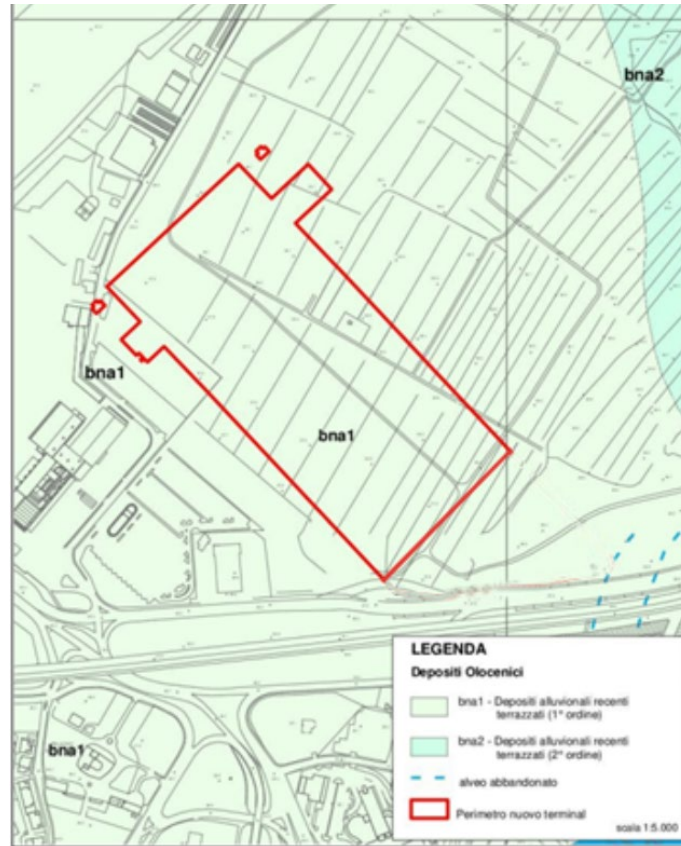 bna2
bna1
bna1
bna1
LEGENDA
Depositi Olocenici
bna1 - Depositi alluvionali recenti
terrazzati (1° ordine)
bna2 - Depositi alluvionali recenti
terrazzati (2° ordine)
alveo abbandonato
Perimetro nuovo terminal
scala 1:5.000